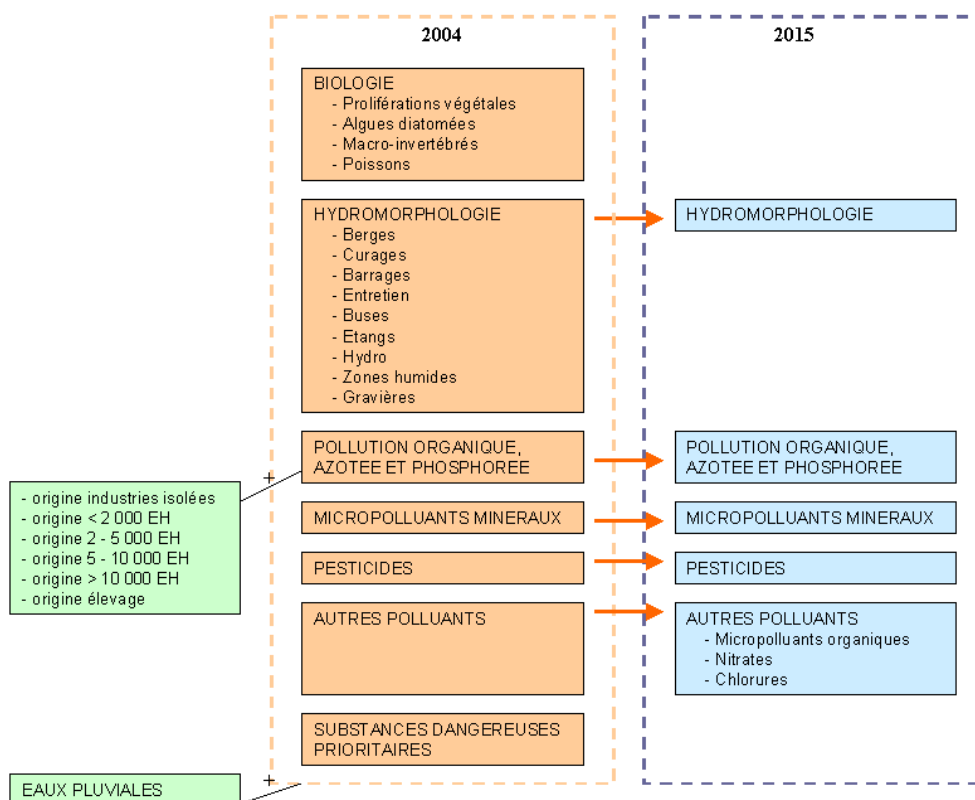 2004
BIOLOGIE
- Proliférations végétales
- Algues diatomées
- Macro-invertébrés
- Poissons
HYDROMORPHOLOGIE
- Berges
- Curages
- Barrages
- Entretien
- Buses
- Etangs
- Hydro
- Zones humides
- Gravières
POLLUTION ORGANIQUE,
AZOTEE ET PHOSPHOREE
MICROPOLLUANTS MINERAUX
PESTICIDES
AUTRES POLLUANTS
SUBSTANCES DANGEREUSES
PRIORITAIRES
+
- origine industries isolées
- origine < 2 000 EH
- origine 2 - 5 000 EH
- origine 5 - 10 000 EH
- origine > 10 000 EH
- origine élevage
+
EAUX PLUVIALES
2015
HYDROMORPHOLOGIE
POLLUTION ORGANIQUE,
AZOTEE ET PHOSPHOREE
MICROPOLLUANTS MINERAUX
PESTICIDES
AUTRES POLLUANTS
- Micropolluants organiques
- Nitrates
- Chlorures